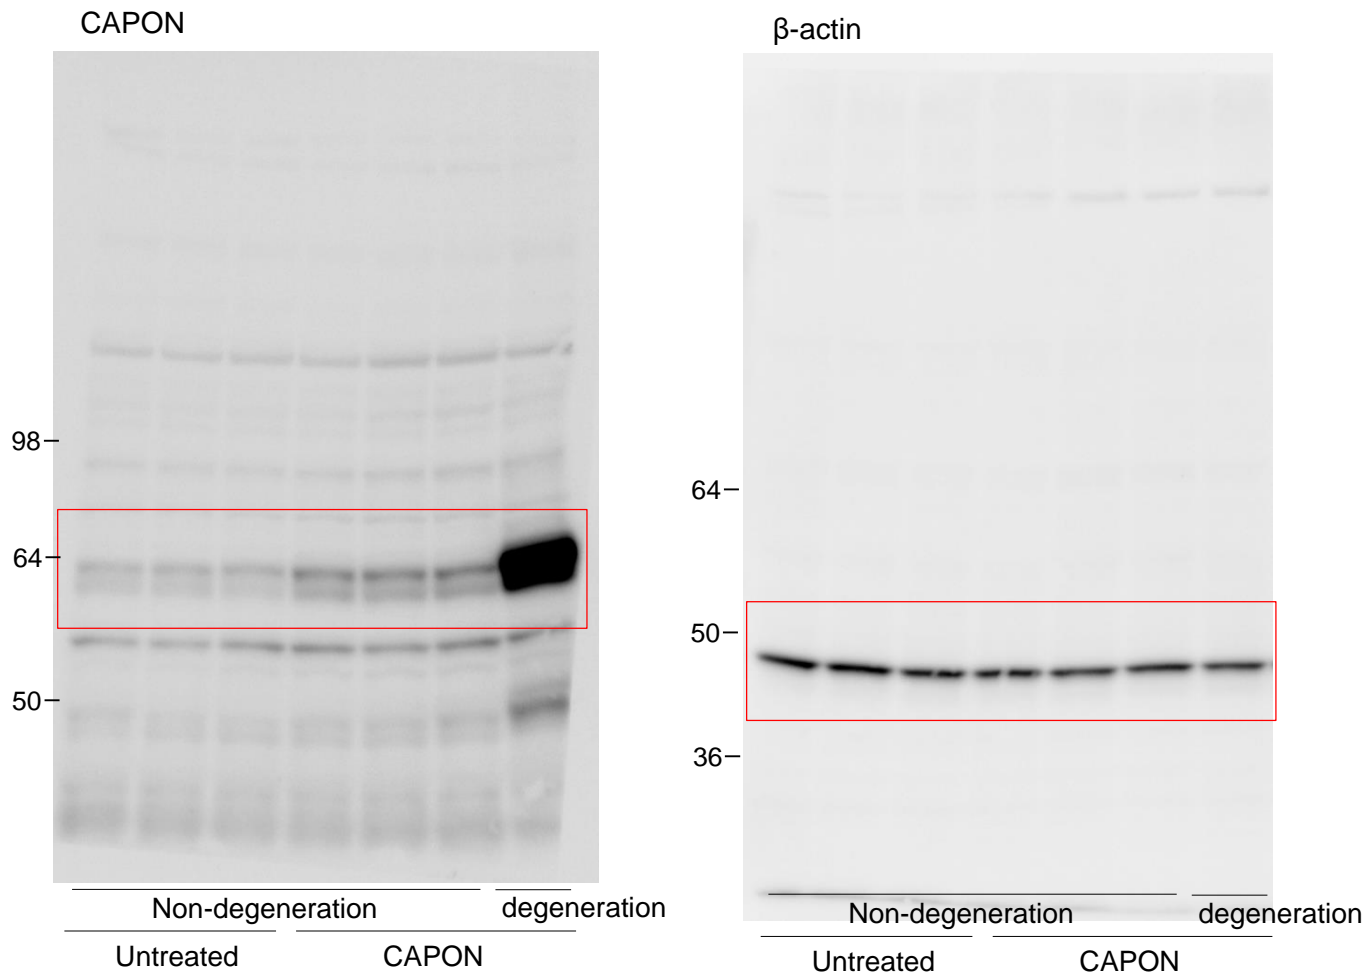 CAPON
98
64
50
Non-degeneration
degeneration
Untreated
CAPON
β-actin
64
50
36
Non-degeneration
degeneration
Untreated
CAPON